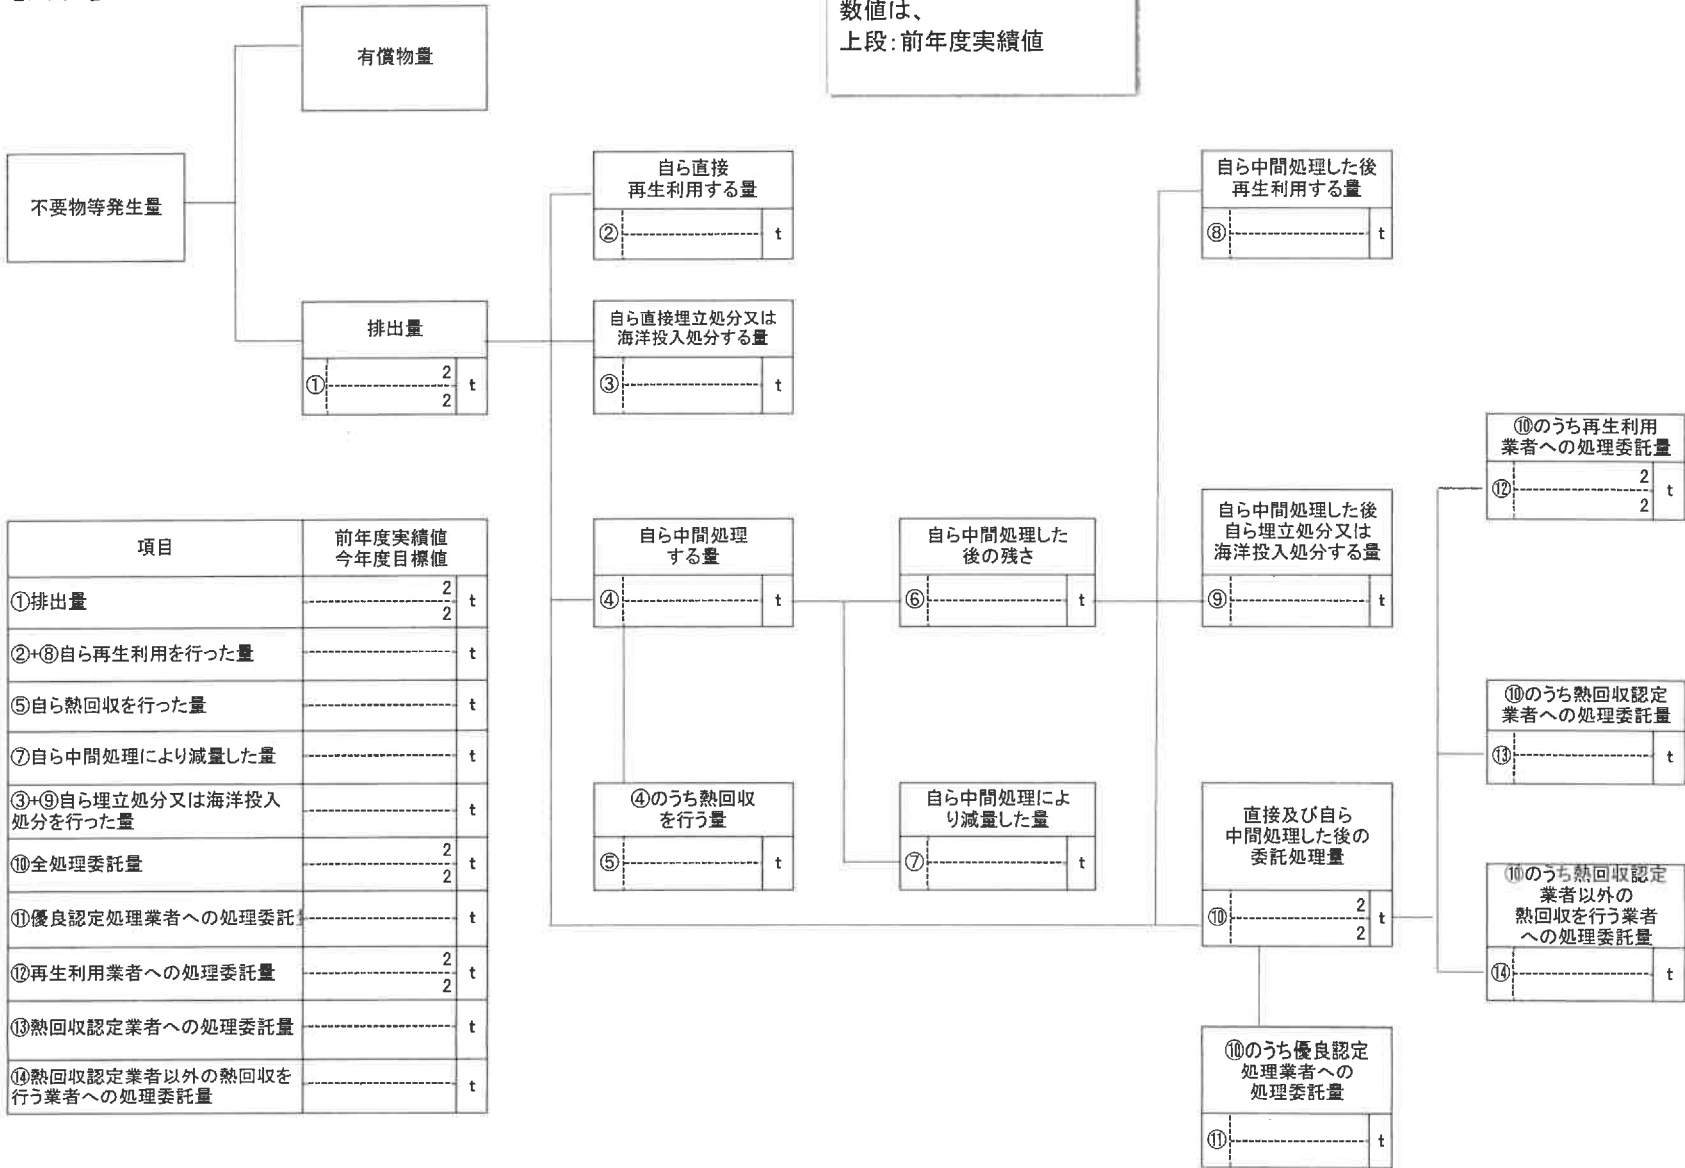 数値は、
上段:前年度実績値
有償物量
不要物等発生量
排出量
① 2 t
2
自ら直接
再生利用する量
② t
自ら直接埋立処分又は
海洋投入処分する量
③ t
自ら中間処理
する量
④ t
④のうち熱回収
を行う量
⑤ t
自ら中間処理した
後の残さ
⑥ t
自ら中間処理によ
り減量した量
⑦ t
自ら中間処理した後
再生利用する量
⑧ t
自ら中間処理した後
自ら埋立処分又は
海洋投入処分する量
⑨ t
直接及び自ら
中間処理した後の
委託処理量
⑩ 2 t
2
⑩のうち優良認定
処理業者への
処理委託量
⑪ t
⑩のうち再生利用
業者への処理委託量
⑫ 2 t
2
⑩のうち熱回収認定
業者への処理委託量
⑬ t
⑩のうち熱回収認定
業者以外の
熱回収を行う業者
への処理委託量
⑭ t
項目 前年度実績値
今年度目標値
①排出量 2 t
2
②+⑧自ら再生利用を行った量 t
⑤自ら熱回収を行った量 t
⑦自ら中間処理により減量した量 t
③+⑨自ら埋立処分又は海洋投入
処分を行った量 t
⑩全処理委託量 2 t
2
⑪優良認定処理業者への処理委託 t
⑫再生利用業者への処理委託量 2 t
2
⑬熱回収認定業者への処理委託量 t
⑭熱回収認定業者以外の熱回収を
行う業者への処理委託量 t